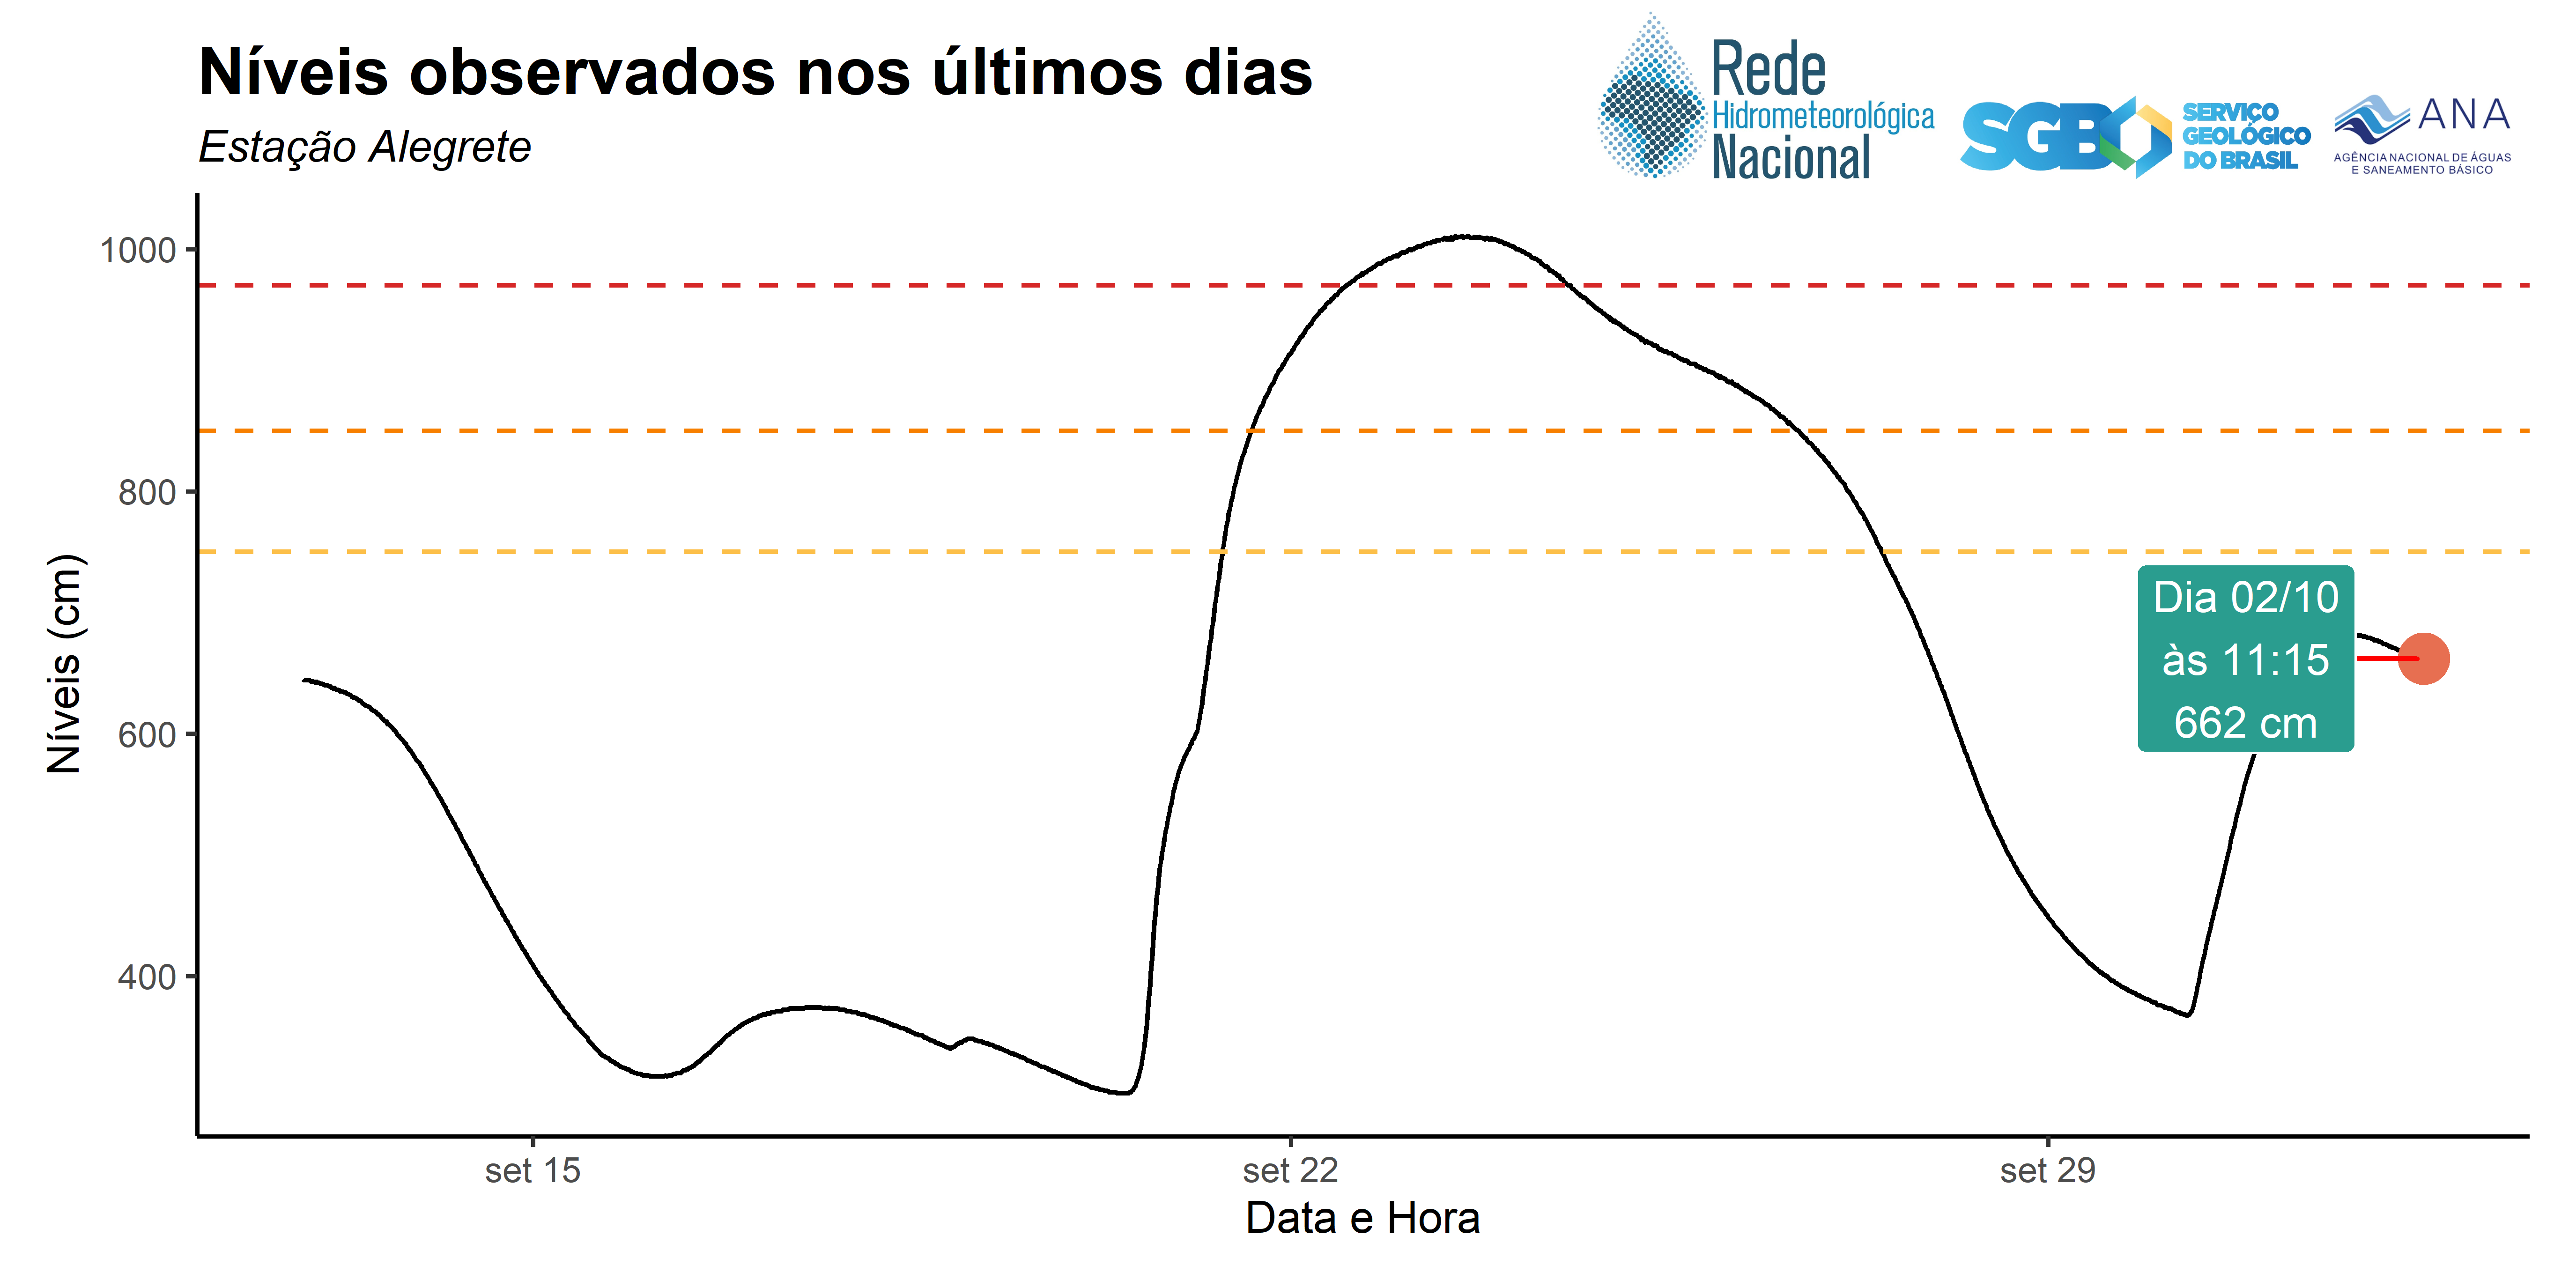 Níveis observados nos últimos dias
Estação Alegrete
Rede
Hidrometeorológica
Nacional
SGB
SERVIÇO
GEOLÓGICO
DO BRASIL
ANA
AGÊNCIA NACIONAL DE ÁGUAS
E SANEAMENTO BÁSICO
Níveis (cm)
1000
800
600
400
Dia 02/10
às 11:15
662 cm
set 15
set 22
set 29
Data e Hora